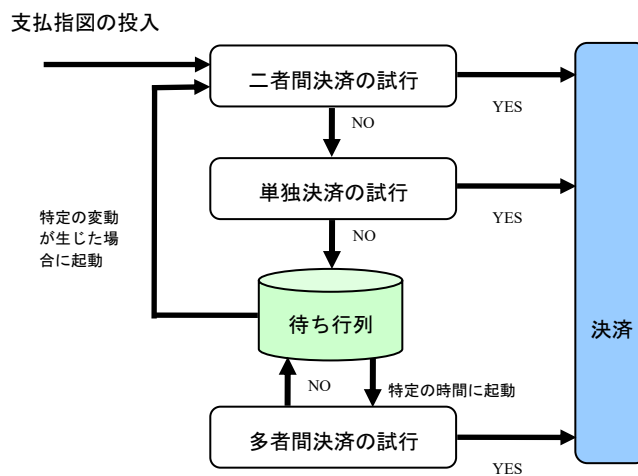 支払指図の投入
二者間決済の試行
YES
NO
単独決済の試行
YES
NO
特定の変動
が生じた場
合に起動
待ち行列
決済
NO
特定の時間に起動
多者間決済の試行
YES